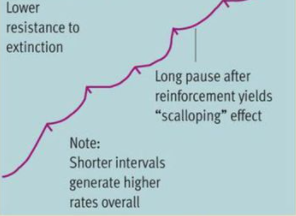 Lower
resistance to
extinction
Long pause after
reinforcement yields
“scalloping” effect
Note:
Shorter intervals
generate higher
rates overall